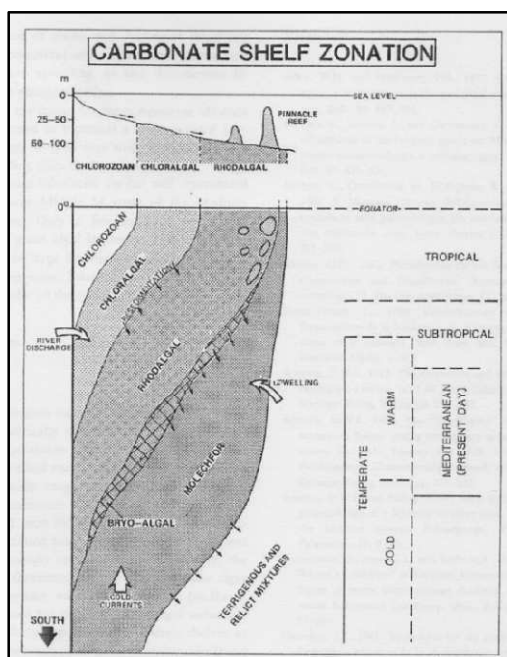 CARBONATE SHELF ZONATION
m
0
SEA LEVEL
25–50
PINNACLE
REEF
60–100
CHLOROZOAN
CHLORALGAL
RHODALGAL
0°
EQUATOR
CHLOROZOAN
CHLORALGAL
TROPICAL
RIVER
DISCHARGE
RHODALGAL
SUBTROPICAL
UPWELLING
MOLECHFOR
TEMPERATE
WARM
MEDITERRANEAN
(PRESENT DAY)
BRYO-ALGAL
COLD
COLD
CURRENTS
TERRIGENOUS AND
RELICT MIXTURES
SOUTH